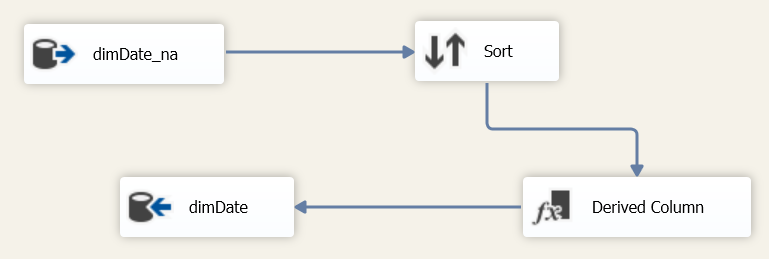 dimDate_na
Sort
Derived Column
dimDate